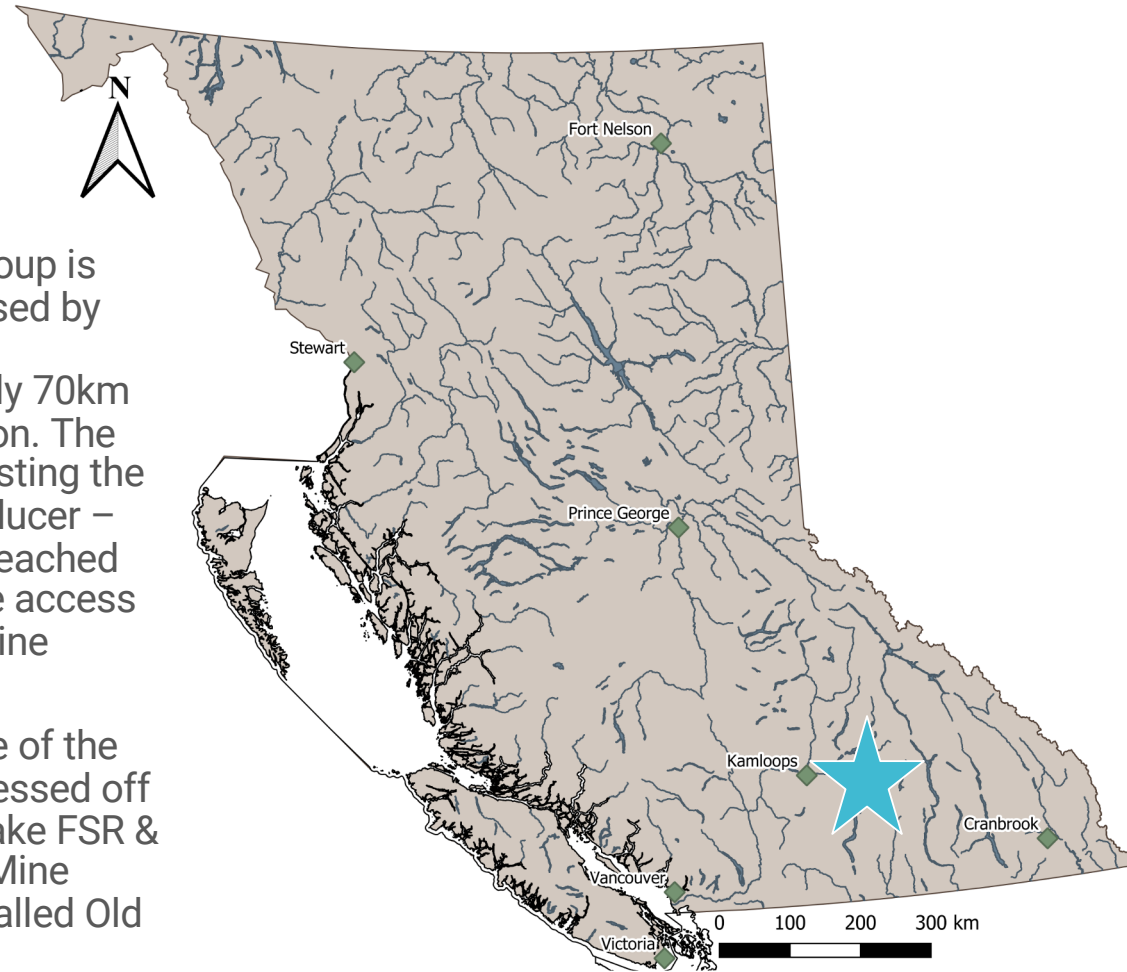 Fort Nelson
N
oup is
sed by
Stewart
ly 70km
on. The
sting the
ducer –
Prince George
eached
e access
ine
e of the
Kamloops
essed off
ake FSR &
Cranbrook
Mine
Vancouver
alled Old
0 100 200 300 km
Victoria